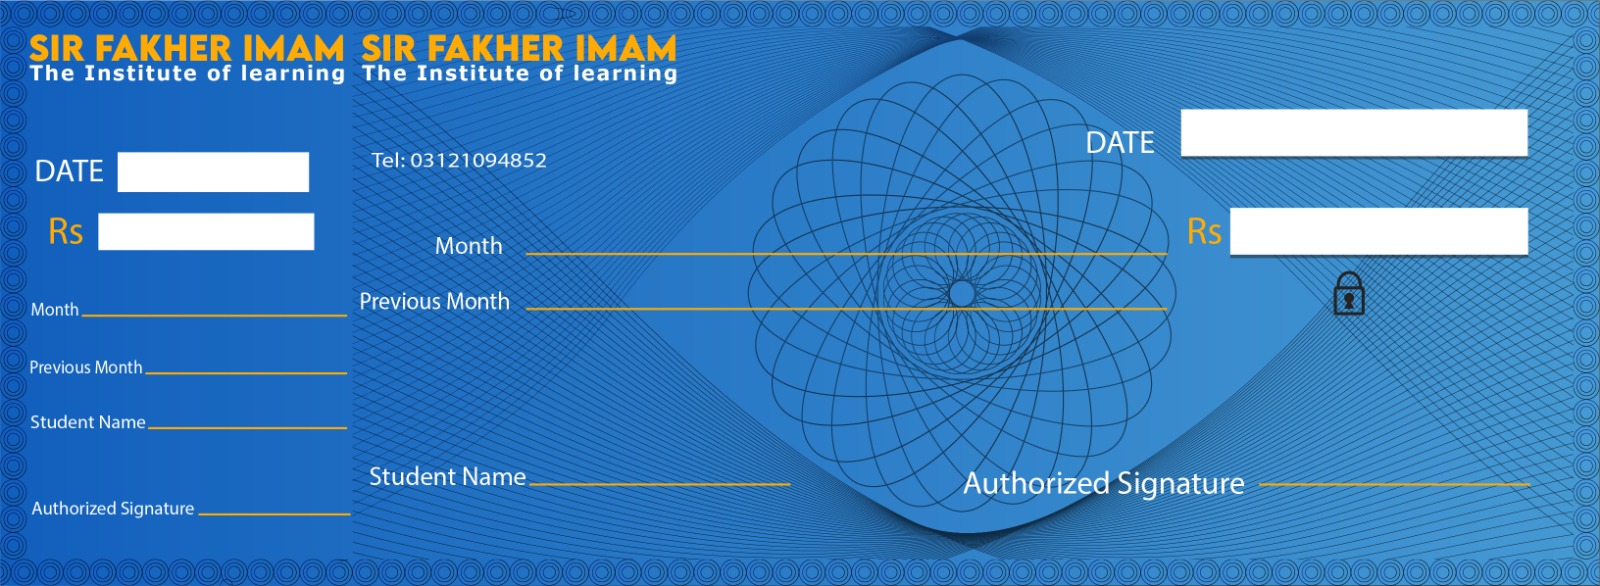 SIR FAKHER IMAM
The Institute of learning
DATE
Rs
Month
Previous Month
Student Name
Authorized Signature
SIR FAKHER IMAM
The Institute of learning
Tel: 03121094852
DATE
Rs
Month
Previous Month
Student Name
Authorized Signature